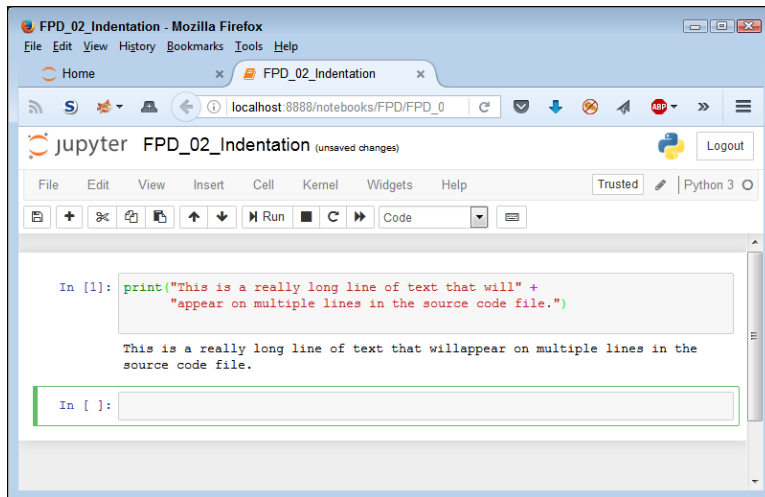 FPD_02_Indentation - Mozilla Firefox
File Edit View History Bookmarks Tools Help
Home × FPD_02_Indentation ×
S ABP localhost:8888/notebooks/FPD/FPD_0
jupyter FPD_02_Indentation (unsaved changes) Logout
File Edit View Insert Cell Kernel Widgets Help Trusted Python 3
Run Code
In [1]: print("This is a really long line of text that will" +
"appear on multiple lines in the source code file.")
This is a really long line of text that willappear on multiple lines in the
source code file.
In [ ]: